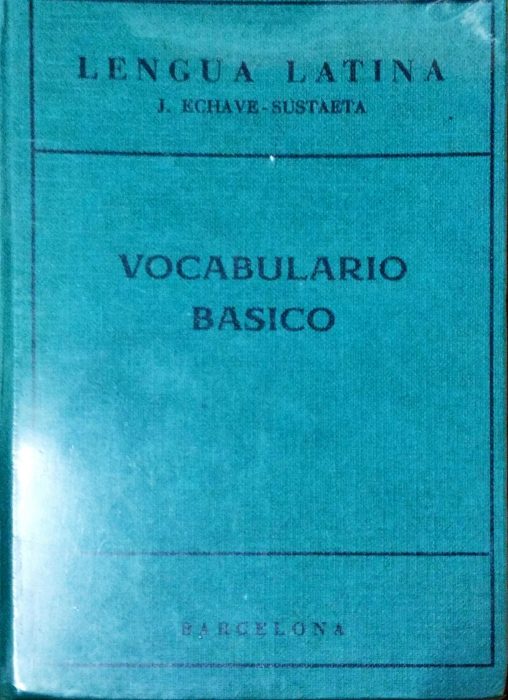 LENGUA LATINA
J. ECHAVE-SUSTAETA
VOCABULARIO
BASICO
BARCELONA